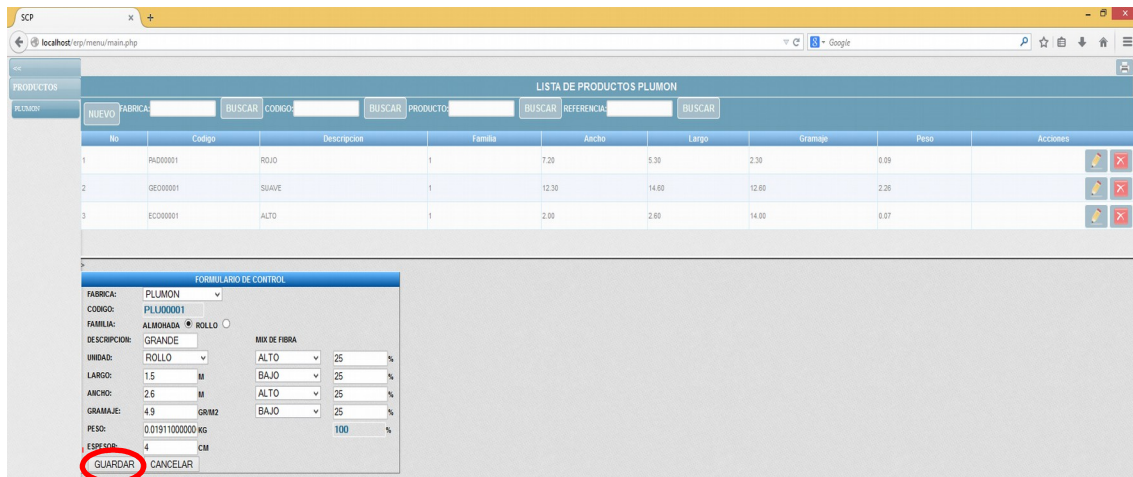 SCP × +
localhost/erp/menu/main.php Google
<<
PRODUCTOS LISTA DE PRODUCTOS PLUMON
PLUMON NUEVO FABRICA: BUSCAR CODIGO: BUSCAR PRODUCTO: BUSCAR REFERENCIA: BUSCAR
No Codigo Descripcion Familia Ancho Largo Gramaje Peso Acciones
1 PAD00001 ROJO 1 7.20 5.30 2.30 0.09
2 GEO00001 SUAVE 1 12.30 14.60 12.60 2.26
3 ECO00001 ALTO 1 2.00 2.60 14.00 0.07
>
FORMULARIO DE CONTROL
FABRICA: PLUMON
CODIGO: PLU00001
FAMILIA: ALMOHADA ROLLO
DESCRIPCION: GRANDE MIX DE FIBRA
UNIDAD: ROLLO ALTO 25 %
LARGO: 1.5 M BAJO 25 %
ANCHO: 2.6 M ALTO 25 %
GRAMAJE: 4.9 GR/M2 BAJO 25 %
PESO: 0.01911000000 KG 100 %
ESPESOR: 4 CM
GUARDAR CANCELAR